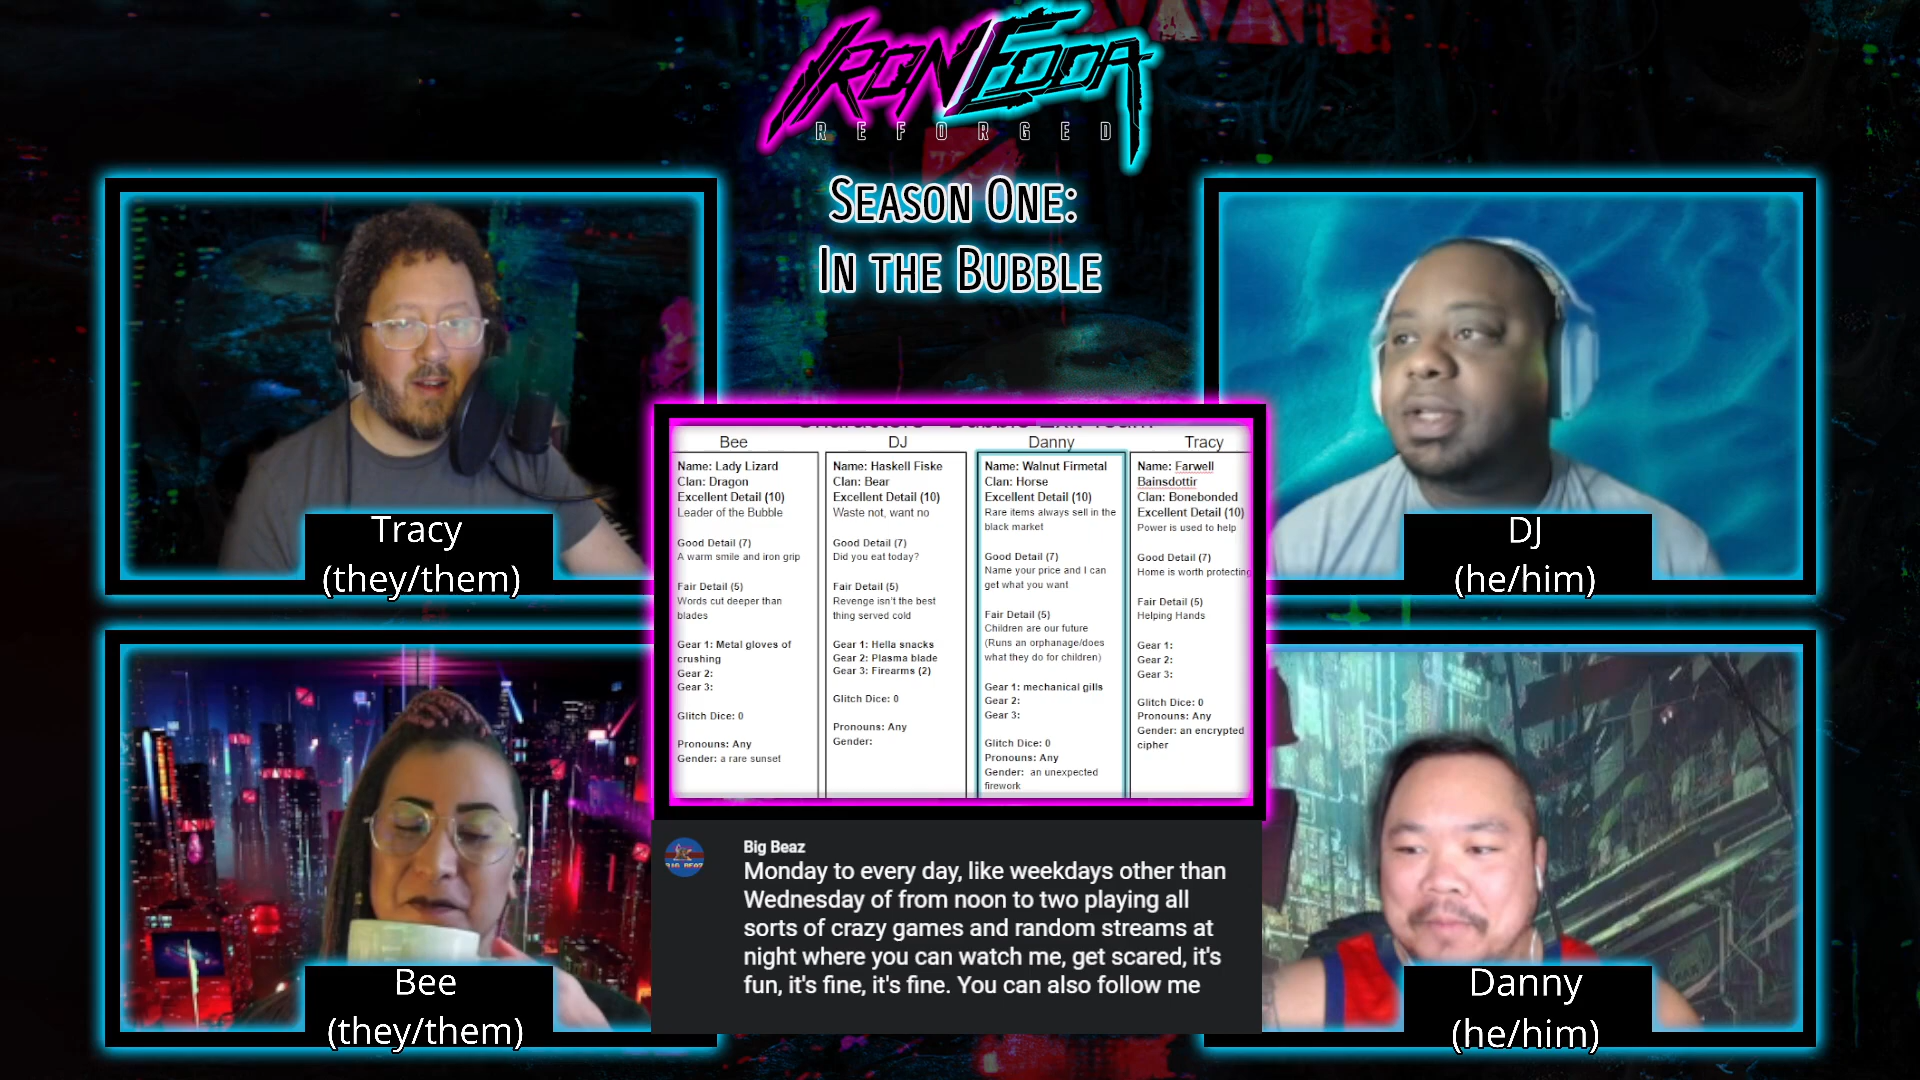 IRON EDDA
REFORGED
SEASON ONE:
IN THE BUBBLE
Tracy
(they/them)
DJ
(he/him)
Characters - Bubble Exit Team
Bee
Name: Lady Lizard
Clan: Dragon
Excellent Detail (10)
Leader of the Bubble
Good Detail (7)
A warm smile and iron grip
Fair Detail (5)
Words cut deeper than
blades
Gear 1: Metal gloves of
crushing
Gear 2:
Gear 3:
Glitch Dice: 0
Pronouns: Any
Gender: a rare sunset
DJ
Name: Haskell Fiske
Clan: Bear
Excellent Detail (10)
Waste not, want no
Good Detail (7)
Did you eat today?
Fair Detail (5)
Revenge isn't the best
thing served cold
Gear 1: Hella snacks
Gear 2: Plasma blade
Gear 3: Firearms (2)
Glitch Dice: 0
Pronouns: Any
Gender:
Danny
Name: Walnut Firmetal
Clan: Horse
Excellent Detail (10)
Rare items always sell in the
black market
Good Detail (7)
Name your price and I can
get what you want
Fair Detail (5)
Children are our future
(Runs an orphanage/does
what they do for children)
Gear 1: mechanical gills
Gear 2:
Gear 3:
Glitch Dice: 0
Pronouns: Any
Gender: an unexpected
firework
Tracy
Name: Farwell
Bainsdottir
Clan: Bonebonded
Excellent Detail (10)
Power is used to help
Good Detail (7)
Home is worth protecting
Fair Detail (5)
Helping Hands
Gear 1:
Gear 2:
Gear 3:
Glitch Dice: 0
Pronouns: Any
Gender: an encrypted
cipher
Bee
(they/them)
Danny
(he/him)
Big Beaz
Monday to every day, like weekdays other than
Wednesday of from noon to two playing all
sorts of crazy games and random streams at
night where you can watch me, get scared, it's
fun, it's fine, it's fine. You can also follow me